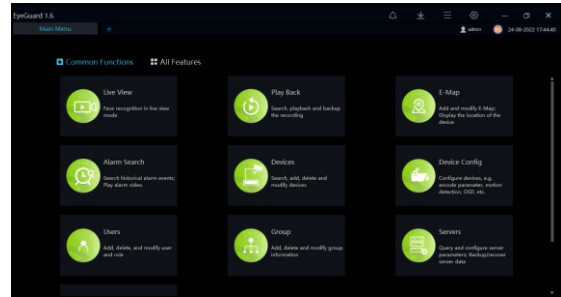 EyeGuard 1.6
Main Menu
admin
24-08-2022 17:44:40
Common Functions
All Features
Live View
Face recognition in live view
mode
Play Back
Search, playback and backup
the recording
E-Map
Add and modify E-Map;
Display the location of the
device
Alarm Search
Search historical alarm events;
Play alarm video
Devices
Search, add, delete and
modify devices
Device Config
Configure devices, e.g.
encode parameter, motion
detection, OSD, etc.
Users
Add, delete, and modify user
and role
Group
Add, delete and modify group
information
Servers
Query and configure server
parameters; Backup/recover
server data